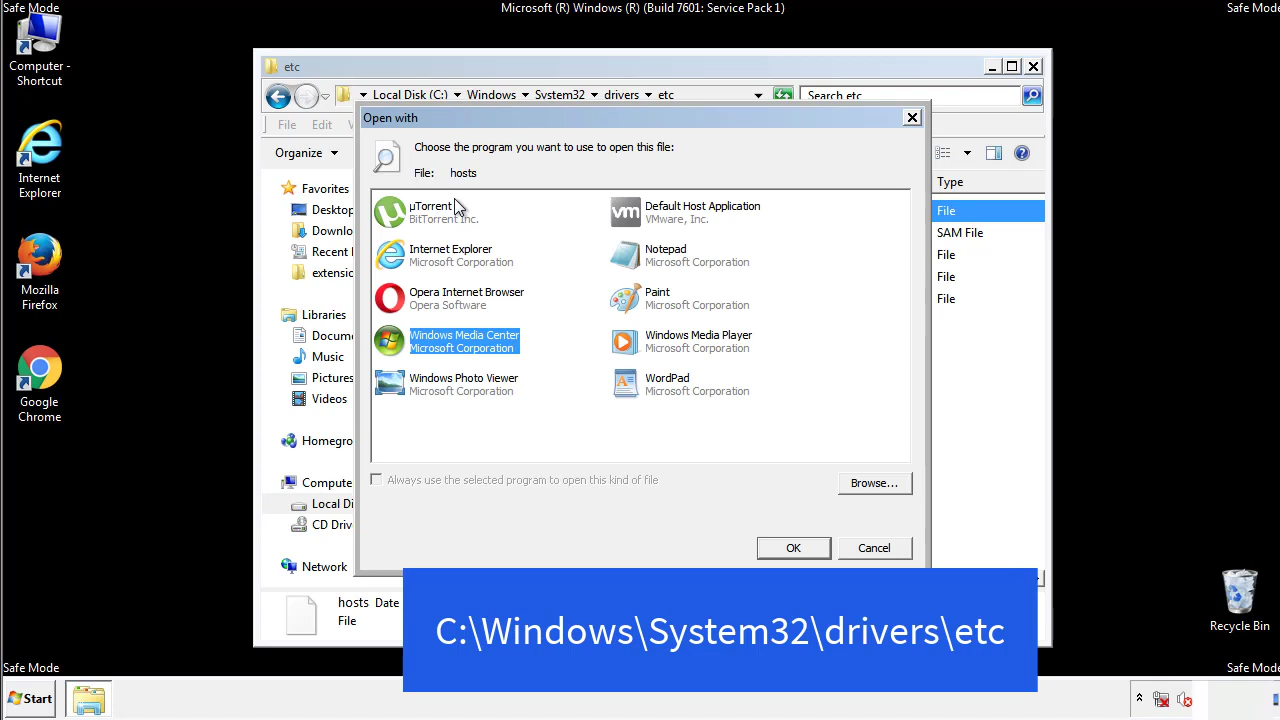 Safe Mode
Microsoft (R) Windows (R) (Build 7601: Service Pack 1)
Safe Mode
Computer - Shortcut
Internet Explorer
Mozilla Firefox
Google Chrome
Recycle Bin
etc
Local Disk (C:)
Windows
System32
drivers
etc
Search etc
File
Edit
Organize
Favorites
Desktop
Downlo
Recent
extensio
Libraries
Docum
Music
Pictures
Videos
Homegro
Compute
Local Di
CD Driv
Network
Type
File
SAM File
File
File
File
Open with
Choose the program you want to use to open this file:
File: hosts
µTorrent
BitTorrent Inc.
Default Host Application
VMware, Inc.
Internet Explorer
Microsoft Corporation
Notepad
Microsoft Corporation
Opera Internet Browser
Opera Software
Paint
Microsoft Corporation
Windows Media Center
Microsoft Corporation
Windows Media Player
Microsoft Corporation
Windows Photo Viewer
Microsoft Corporation
WordPad
Microsoft Corporation
Always use the selected program to open this kind of file
Browse...
OK
Cancel
hosts Date
File
C:\Windows\System32\drivers\etc
Safe Mode
Safe Mode
Start